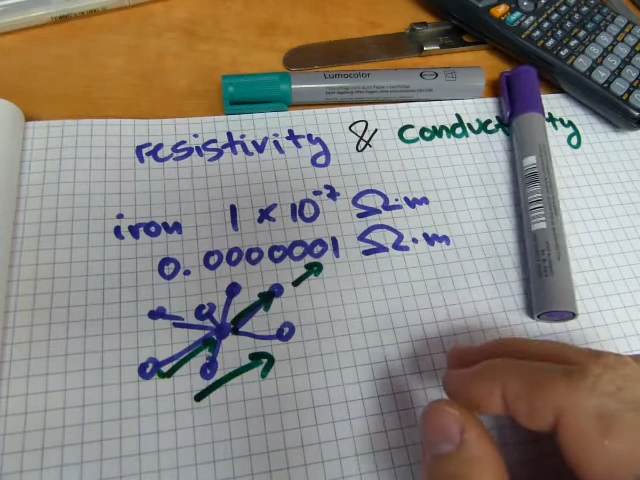 Lumocolor
resistivity & conductivity
iron 1 × 10⁻⁷ Ω·m
0.0000001 Ω·m